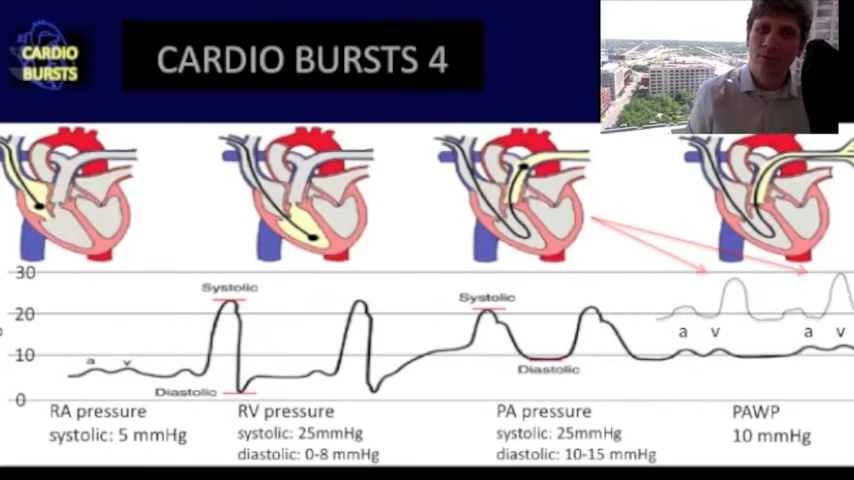 CARDIO
BURSTS
CARDIO BURSTS 4
30
20
10
0
a v
Systolic
Diastolic
Systolic
Diastolic
a v
a v
RA pressure
systolic: 5 mmHg
RV pressure
systolic: 25mmHg
diastolic: 0-8 mmHg
PA pressure
systolic: 25mmHg
diastolic: 10-15 mmHg
PAWP
10 mmHg